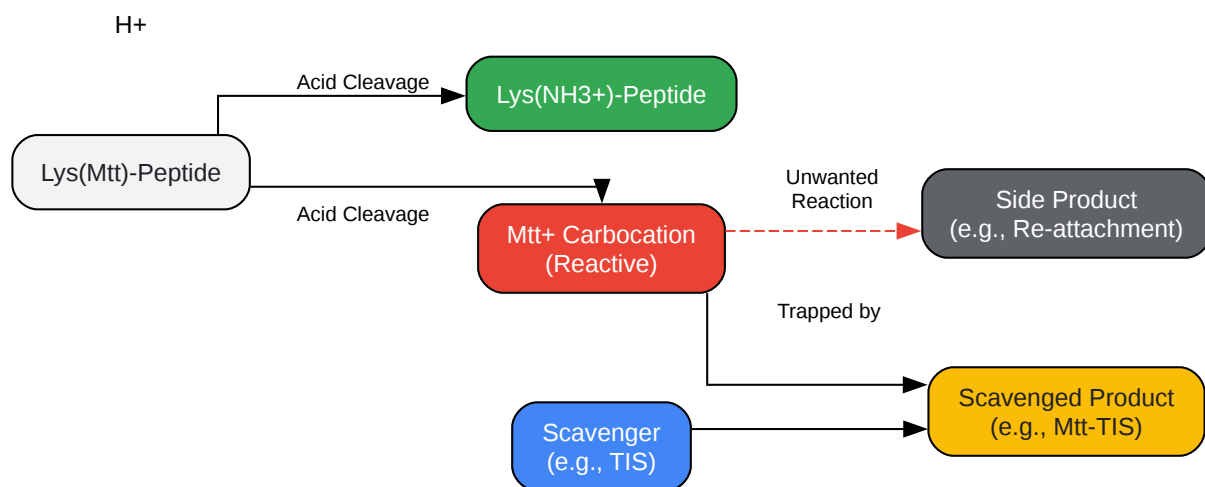 H+
Acid Cleavage
Lys(NH3+)-Peptide
Lys(Mtt)-Peptide
Acid Cleavage
Mtt+ Carbocation
(Reactive)
Unwanted
Reaction
Side Product
(e.g., Re-attachment)
Trapped by
Scavenger
(e.g., TIS)
Scavenged Product
(e.g., Mtt-TIS)